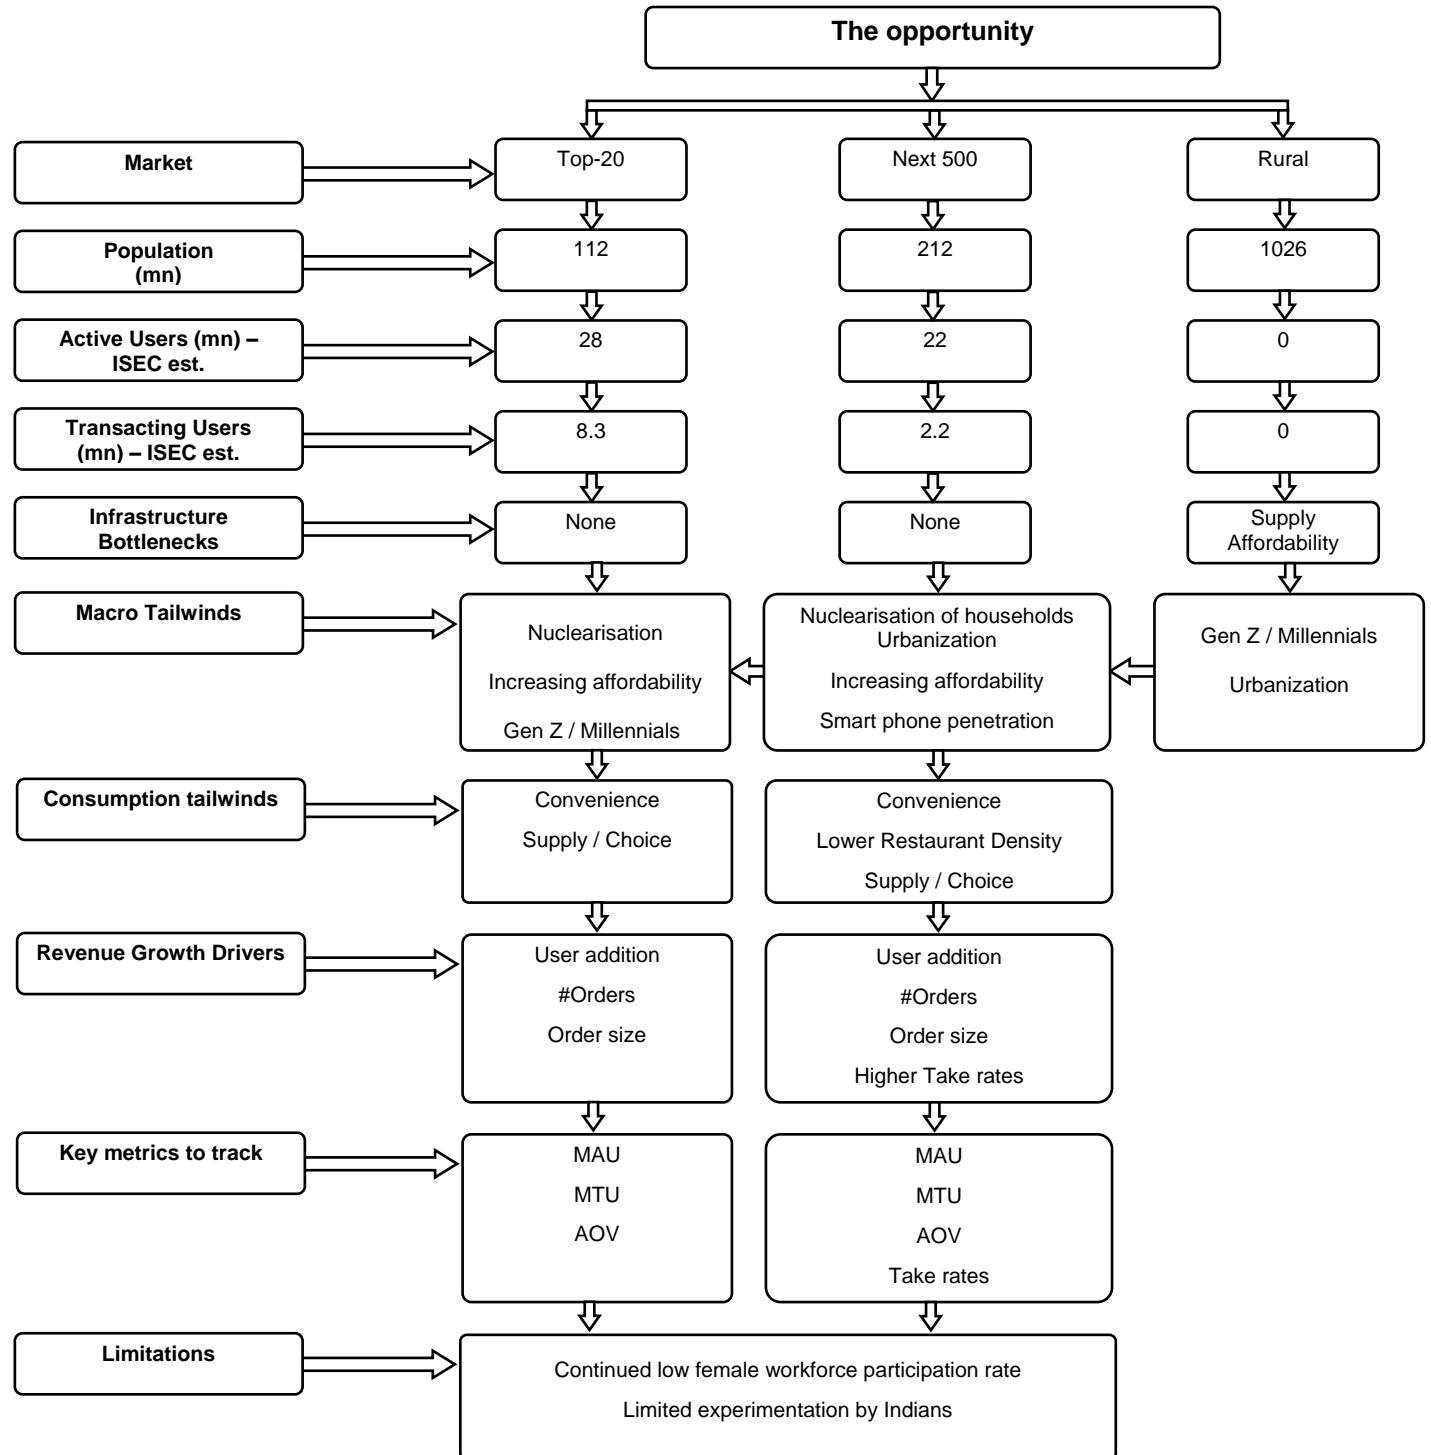 The opportunity
Market
Top-20
Next 500
Rural
Population
(mn)
112
212
1026
Active Users (mn) –
ISEC est.
28
22
0
Transacting Users
(mn) – ISEC est.
8.3
2.2
0
Infrastructure
Bottlenecks
None
None
Supply
Affordability
Macro Tailwinds
Nuclearisation
Increasing affordability
Gen Z / Millennials
Nuclearisation of households
Urbanization
Increasing affordability
Smart phone penetration
Gen Z / Millennials
Urbanization
Consumption tailwinds
Convenience
Supply / Choice
Convenience
Lower Restaurant Density
Supply / Choice
Revenue Growth Drivers
User addition
#Orders
Order size
User addition
#Orders
Order size
Higher Take rates
Key metrics to track
MAU
MTU
AOV
MAU
MTU
AOV
Take rates
Limitations
Continued low female workforce participation rate
Limited experimentation by Indians